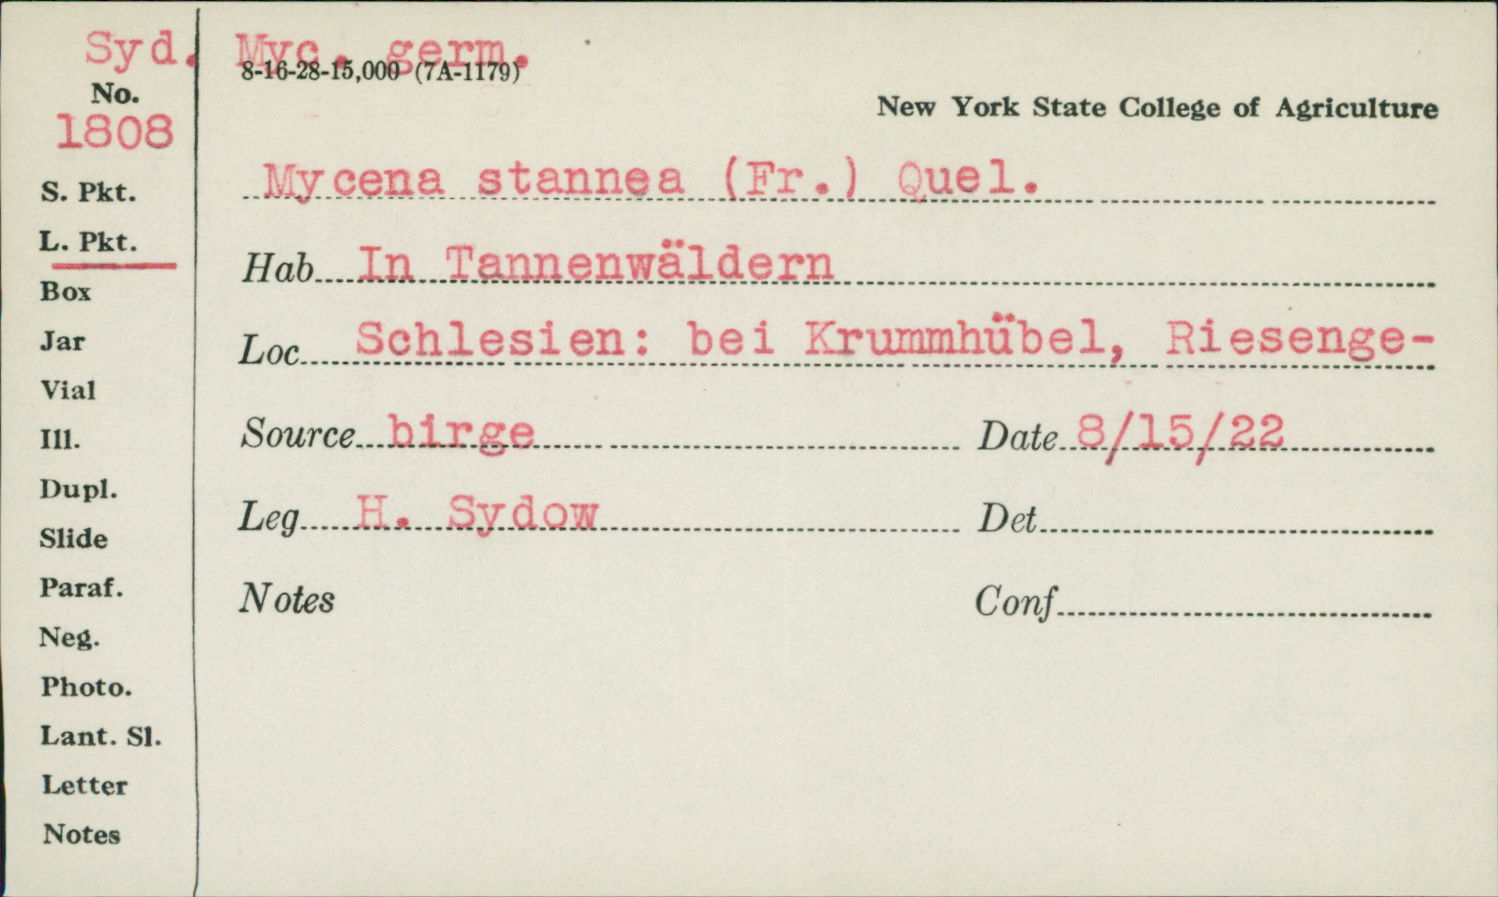 Syd. Myc. germ.
8-16-28-15,000 (7A-1179)
No.
1808
New York State College of Agriculture
Mycena stannea (Fr.) Quel.
S. Pkt.
L. Pkt.
Hab In Tannenwäldern
Box
Jar
Loc Schlesien: bei Krummhübel, Riesenge-
Vial
Ill.
Source birge Date 8/15/22
Dupl.
Leg H. Sydow Det
Slide
Paraf.
Notes Conf
Neg.
Photo.
Lant. Sl.
Letter
Notes